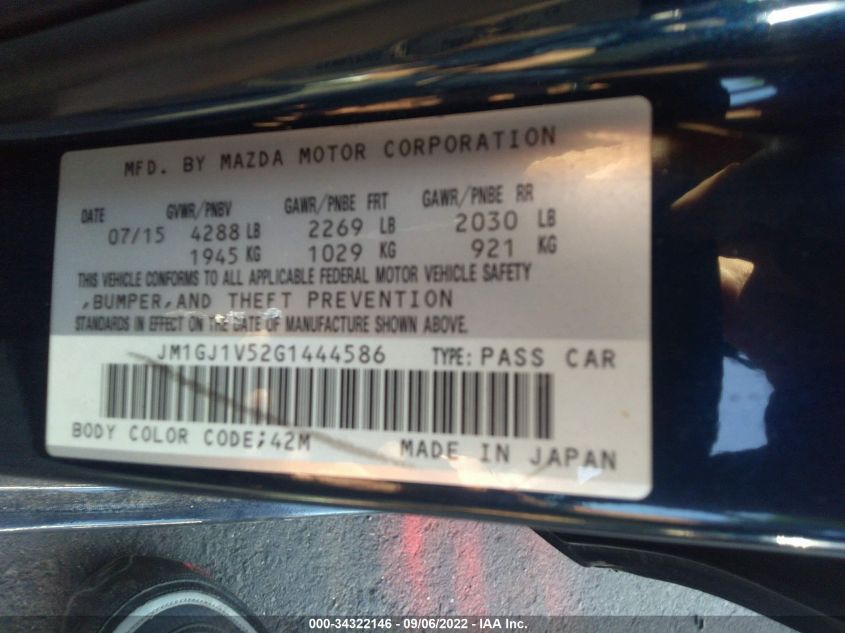 MFD. BY MAZDA MOTOR CORPORATION
DATE GVWR/PNBV GAWR/PNBE FRT GAWR/PNBE RR
07/15 4288 LB 2269 LB 2030 LB
1945 KG 1029 KG 921 KG
THIS VEHICLE CONFORMS TO ALL APPLICABLE FEDERAL MOTOR VEHICLE SAFETY
,BUMPER,AND THEFT PREVENTION
STANDARDS IN EFFECT ON THE DATE OF MANUFACTURE SHOWN ABOVE.
JM1GJ1V52G1444586 TYPE: PASS CAR
BODY COLOR CODE;42M MADE IN JAPAN
000-34322146 - 09/06/2022 - IAA Inc.